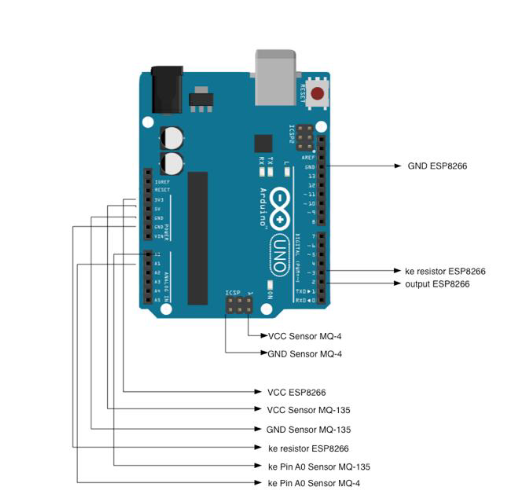 RESET
ICSP2
AREF
GND
13
12
~11
~10
~9
8
GND ESP8266
IOREF
RESET
3V3
5V
GND
GND
VIN
POWER
RX
TX
L
Arduino
UNO
DIGITAL (PWM~)
7
~6
~5
4
~3
2
TXD 1
RXD 0
ke resistor ESP8266
output ESP8266
A1
A2
A3
A4
A5
ANALOG IN
ON
ICSP
VCC Sensor MQ-4
GND Sensor MQ-4
VCC ESP8266
VCC Sensor MQ-135
GND Sensor MQ-135
ke resistor ESP8266
ke Pin A0 Sensor MQ-135
ke Pin A0 Sensor MQ-4